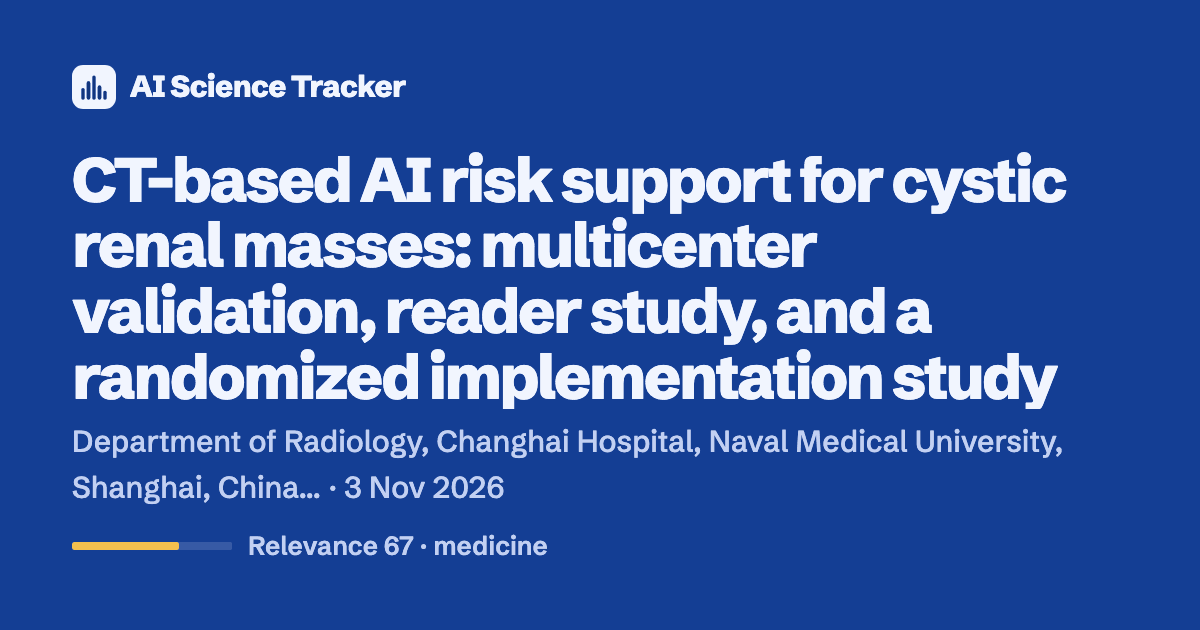 AI Science Tracker
CT-based AI risk support for cystic
renal masses: multicenter
validation, reader study, and a
randomized implementation study
Department of Radiology, Changhai Hospital, Naval Medical University,
Shanghai, China... · 3 Nov 2026
Relevance 67 · medicine